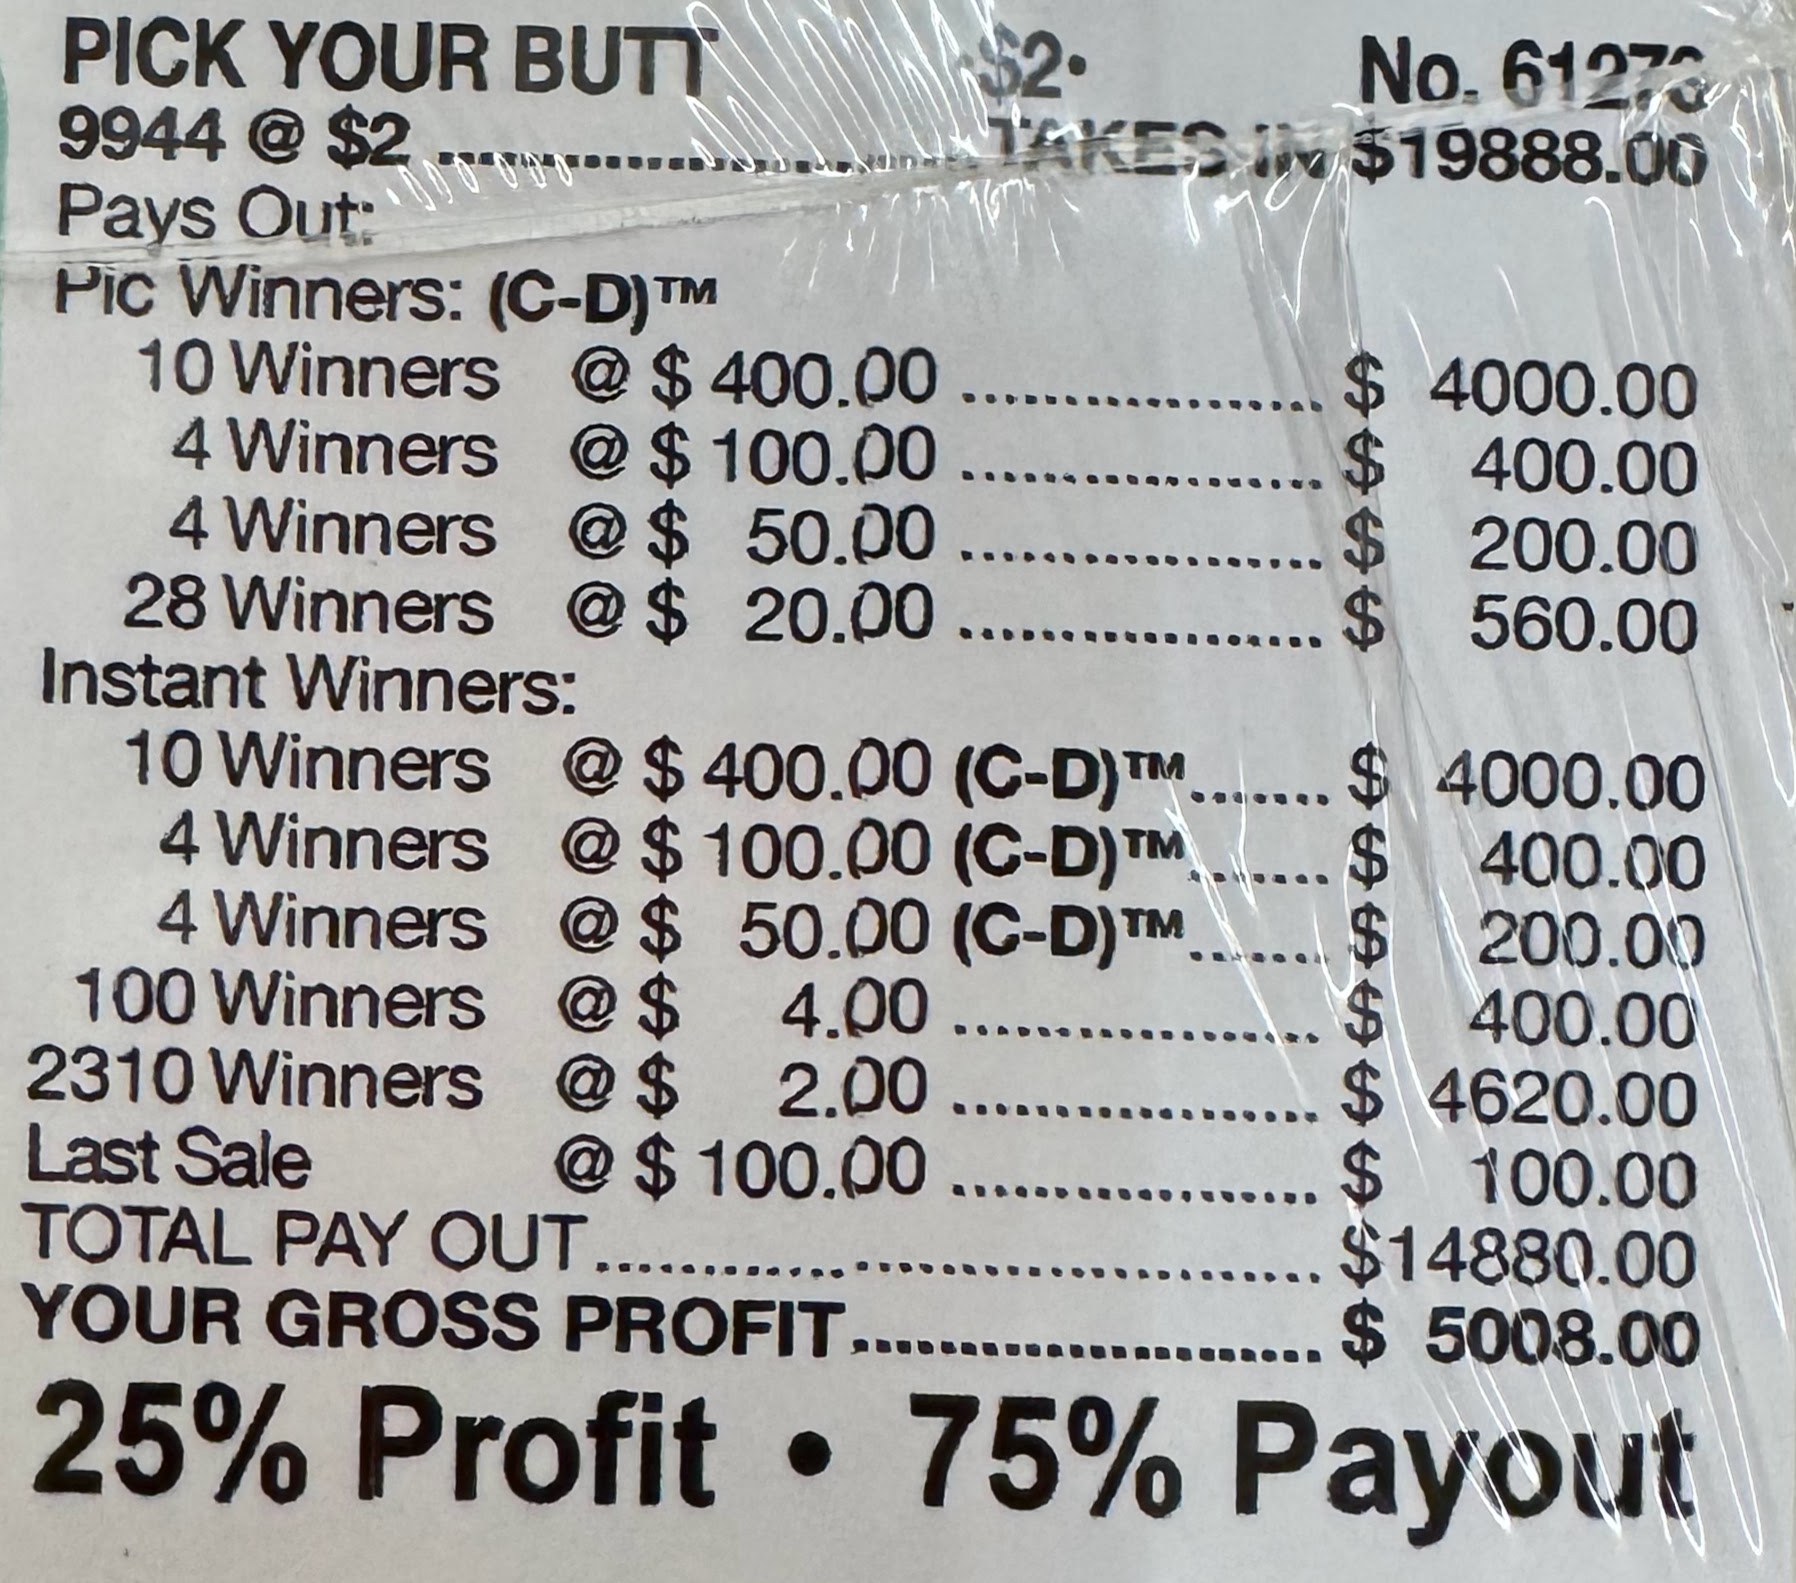 PICK YOUR BUTT •$2• No. 61276
9944 @ $2 .......................... TAKES IN $19888.00
Pays Out:
Pic Winners: (C-D)™
10 Winners @ $ 400.00 .................. $ 4000.00
4 Winners @ $ 100.00 .................. $ 400.00
4 Winners @ $ 50.00 .................. $ 200.00
28 Winners @ $ 20.00 .................. $ 560.00
Instant Winners:
10 Winners @ $ 400.00 (C-D)™ ....... $ 4000.00
4 Winners @ $ 100.00 (C-D)™ ....... $ 400.00
4 Winners @ $ 50.00 (C-D)™ ....... $ 200.00
100 Winners @ $ 4.00 .................. $ 400.00
2310 Winners @ $ 2.00 .................. $ 4620.00
Last Sale @ $ 100.00 .................. $ 100.00
TOTAL PAY OUT .................................... $14880.00
YOUR GROSS PROFIT ....................... $ 5008.00
25% Profit • 75% Payout